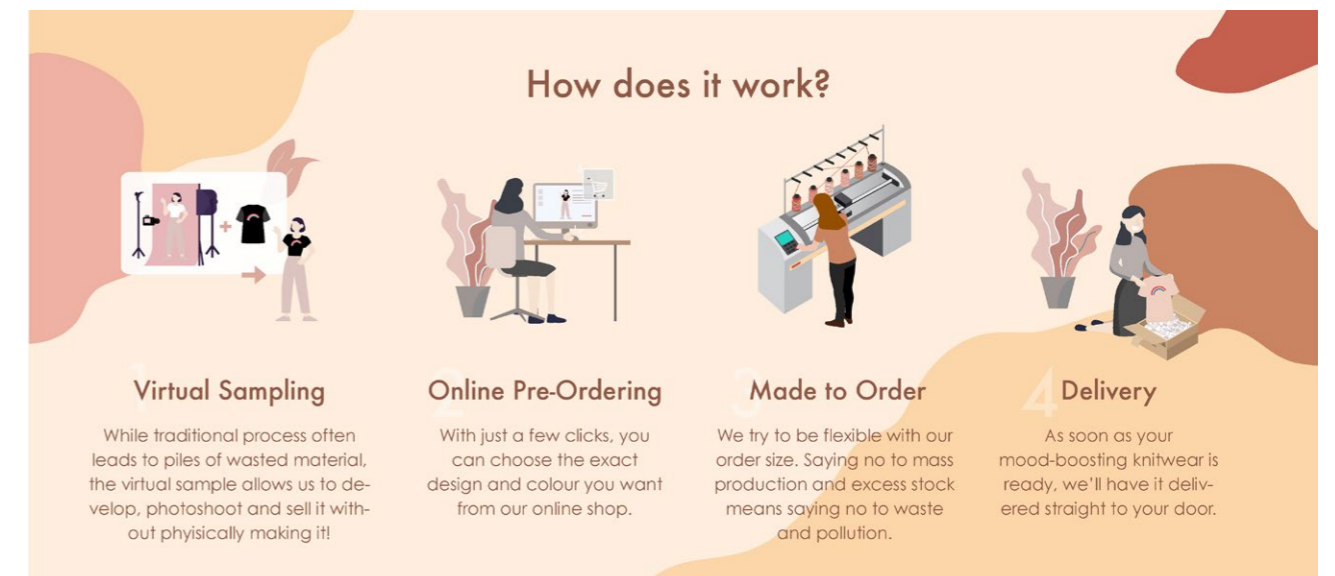 How does it work?
1
Virtual Sampling
While traditional process often
leads to piles of wasted material,
the virtual sample allows us to de-
velop, photoshoot and sell it with-
out phyisically making it!
2
Online Pre-Ordering
With just a few clicks, you
can choose the exact
design and colour you want
from our online shop.
3
Made to Order
We try to be flexible with our
order size. Saying no to mass
production and excess stock
means saying no to waste
and pollution.
4
Delivery
As soon as your
mood-boosting knitwear is
ready, we'll have it deliv-
ered straight to your door.